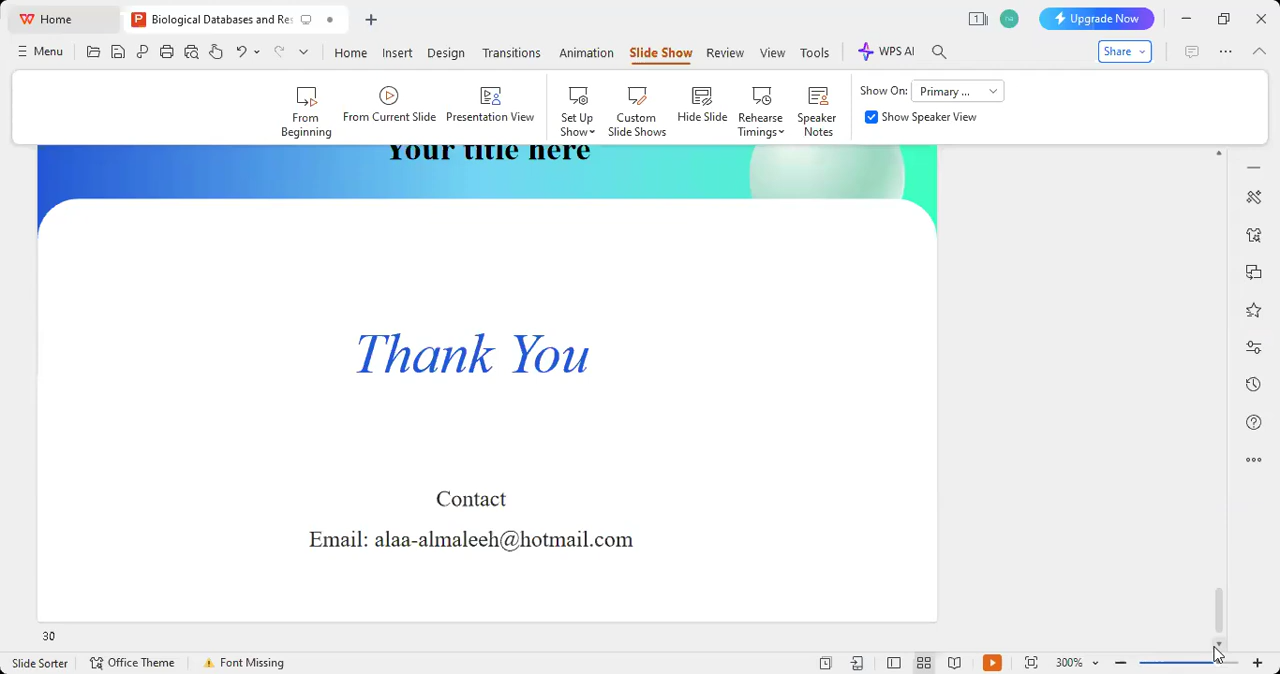 Home
Biological Databases and Res
1
na
Upgrade Now
Menu
Home Insert Design Transitions Animation Slide Show Review View Tools WPS AI
Share
From Beginning
From Current Slide
Presentation View
Set Up Show
Custom Slide Shows
Hide Slide
Rehearse Timings
Speaker Notes
Show On: Primary ...
Show Speaker View
Your title here
Thank You
Contact
Email: alaa-almaleeh@hotmail.com
30
Slide Sorter Office Theme Font Missing 300%